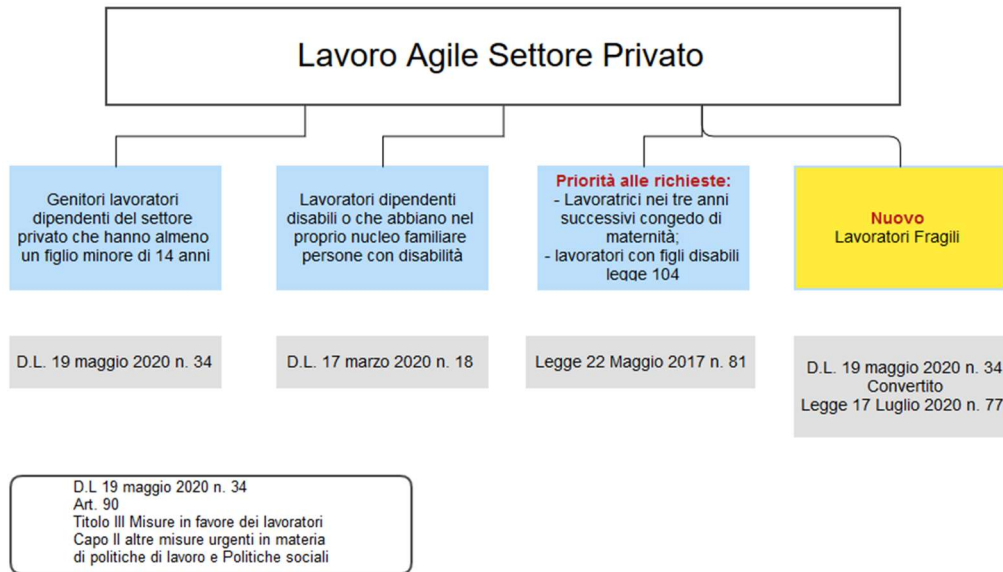 Lavoro Agile Settore Privato
Genitori lavoratori
dipendenti del settore
privato che hanno almeno
un figlio minore di 14 anni
Lavoratori dipendenti
disabili o che abbiano nel
proprio nucleo familiare
persone con disabilità
Priorità alle richieste:
- Lavoratrici nei tre anni
successivi congedo di
maternità;
- lavoratori con figli disabili
legge 104
Nuovo
Lavoratori Fragili
D.L. 19 maggio 2020 n. 34
D.L. 17 marzo 2020 n. 18
Legge 22 Maggio 2017 n. 81
D.L. 19 maggio 2020 n. 34
Convertito
Legge 17 Luglio 2020 n. 77
D.L 19 maggio 2020 n. 34
Art. 90
Titolo III Misure in favore dei lavoratori
Capo II altre misure urgenti in materia
di politiche di lavoro e Politiche sociali